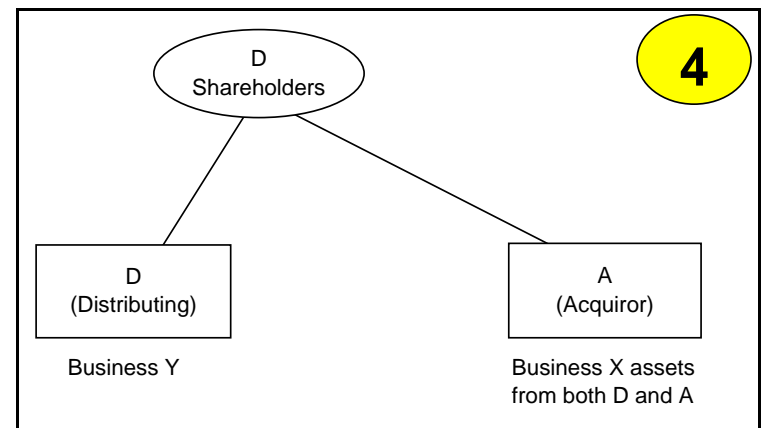 4
D
Shareholders
D
(Distributing)
A
(Acquiror)
Business Y
Business X assets
from both D and A